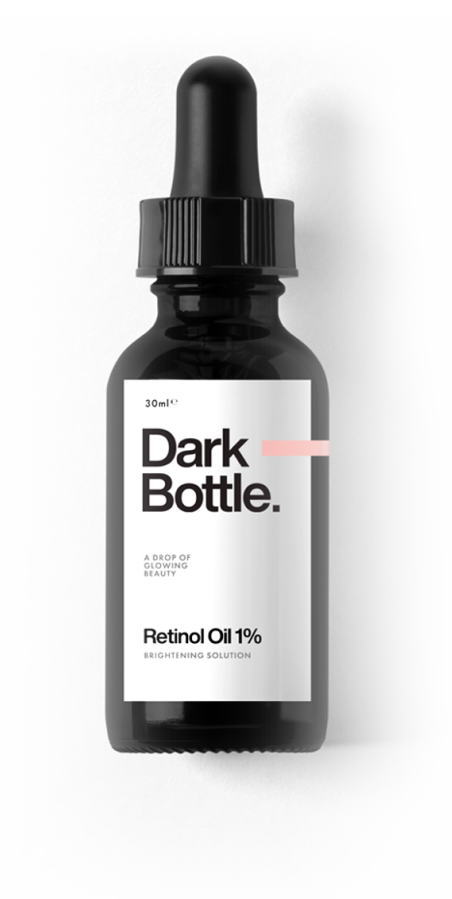 30ml℮
Dark
Bottle.
A DROP OF
GLOWING
BEAUTY
Retinol Oil 1%
BRIGHTENING SOLUTION